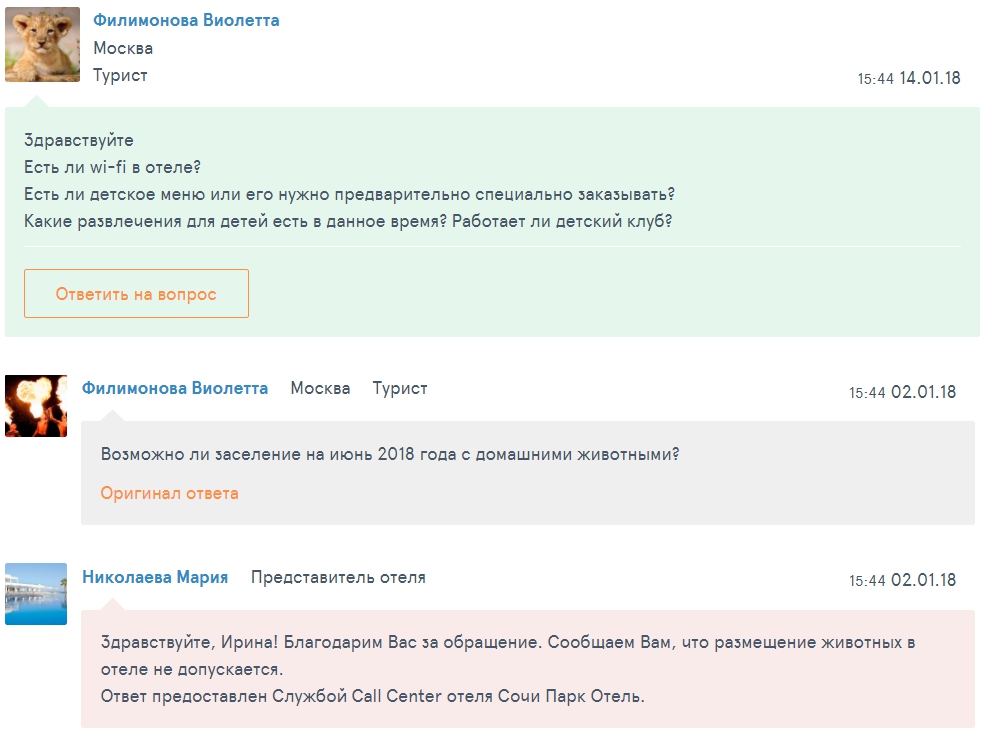 Филимонова Виолетта
Москва
Турист
15:44 14.01.18
Здравствуйте
Есть ли wi-fi в отеле?
Есть ли детское меню или его нужно предварительно специально заказывать?
Какие развлечения для детей есть в данное время? Работает ли детский клуб?
Ответить на вопрос
Филимонова Виолетта Москва Турист 15:44 02.01.18
Возможно ли заселение на июнь 2018 года с домашними животными?
Оригинал ответа
Николаева Мария Представитель отеля 15:44 02.01.18
Здравствуйте, Ирина! Благодарим Вас за обращение. Сообщаем Вам, что размещение животных в
отеле не допускается.
Ответ предоставлен Службой Call Center отеля Сочи Парк Отель.